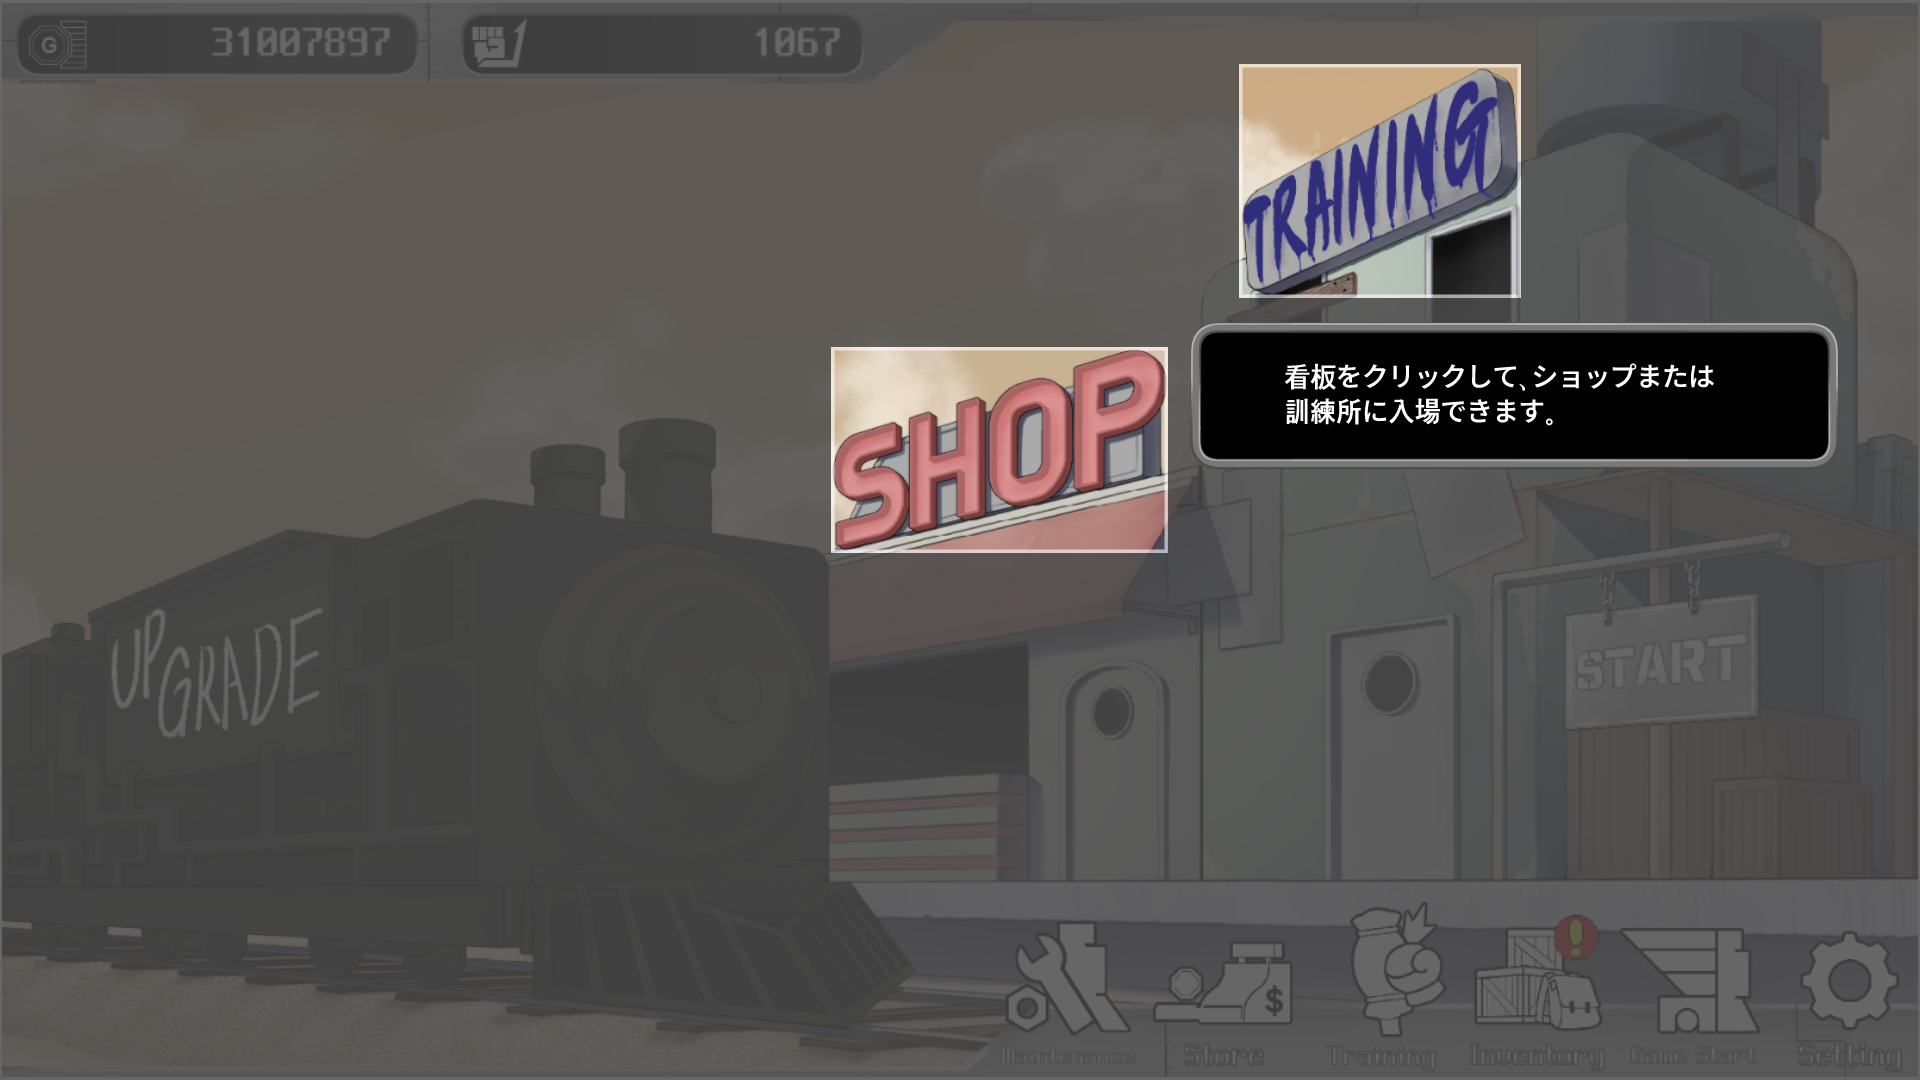 G 31007897
1067
TRAINING
看板をクリックして、ショップまたは
訓練所に入場できます。
SHOP
UPGRADE
START
$
Maintenance Store Training Inventory Game Start Setting